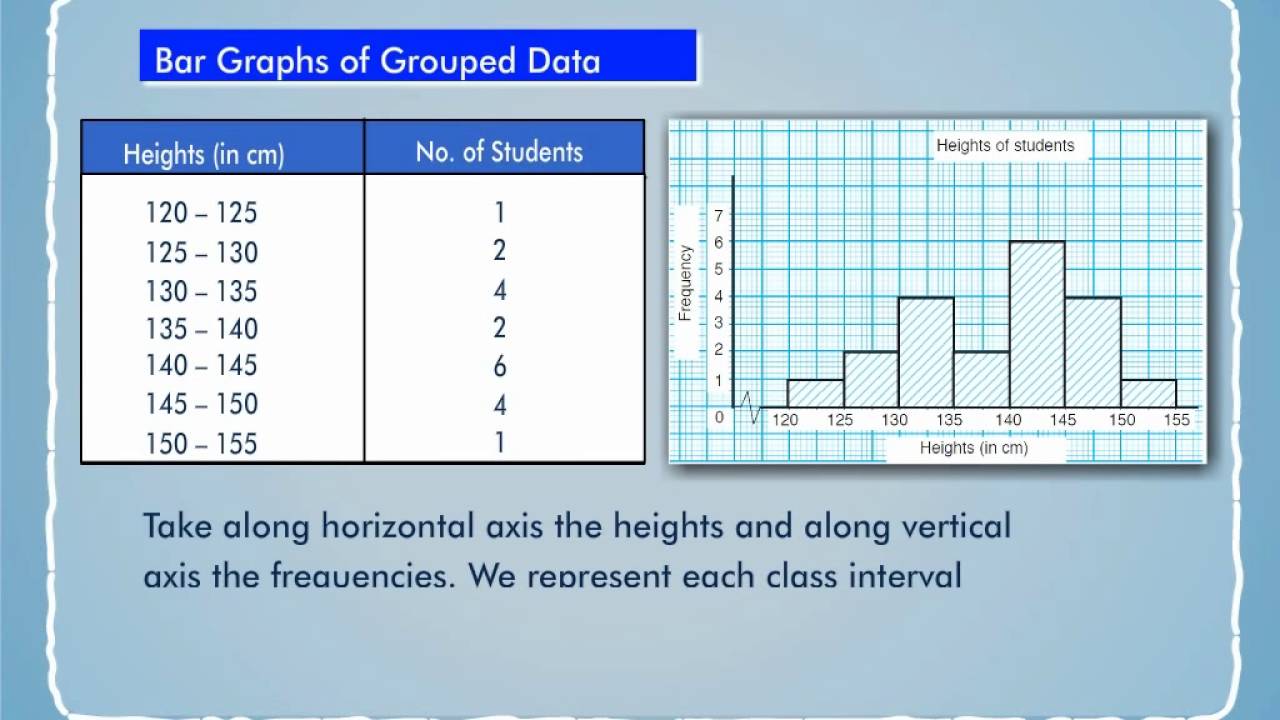 Bar Graphs of Grouped Data
Heights (in cm) No. of Students
120 – 125 1
125 – 130 2
130 – 135 4
135 – 140 2
140 – 145 6
145 – 150 4
150 – 155 1
Heights of students
Frequency
7
6
5
4
3
2
1
0
120 125 130 135 140 145 150 155
Heights (in cm)
Take along horizontal axis the heights and along vertical
axis the frequencies. We represent each class interval